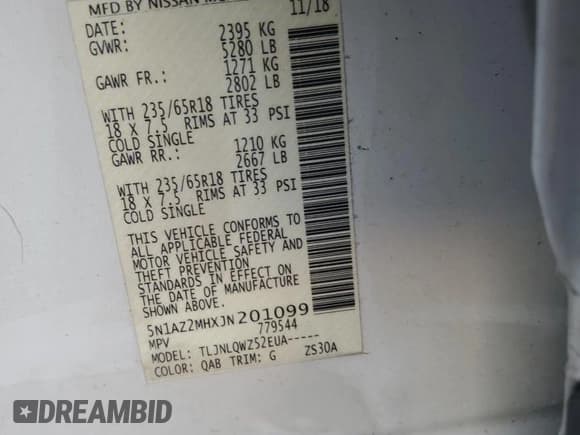 MFD BY NISSAN MO
DATE: 11/18
GVWR: 2395 KG
5280 LB
GAWR FR.: 1271 KG
2802 LB
WITH 235/65R18 TIRES
18 X 7.5 RIMS AT 33 PSI
COLD SINGLE
GAWR RR.: 1210 KG
2667 LB
WITH 235/65R18 TIRES
18 X 7.5 RIMS AT 33 PSI
COLD SINGLE
THIS VEHICLE CONFORMS TO
ALL APPLICABLE FEDERAL
MOTOR VEHICLE SAFETY AND
THEFT PREVENTION
STANDARDS IN EFFECT ON
THE DATE OF MANUFACTURE
SHOWN ABOVE.
5N1AZ2MHXJN201099
MPV 779544
MODEL: TLJNLQWZ52EUA-----
COLOR: QAB TRIM: G ZS30A
DREAMBID